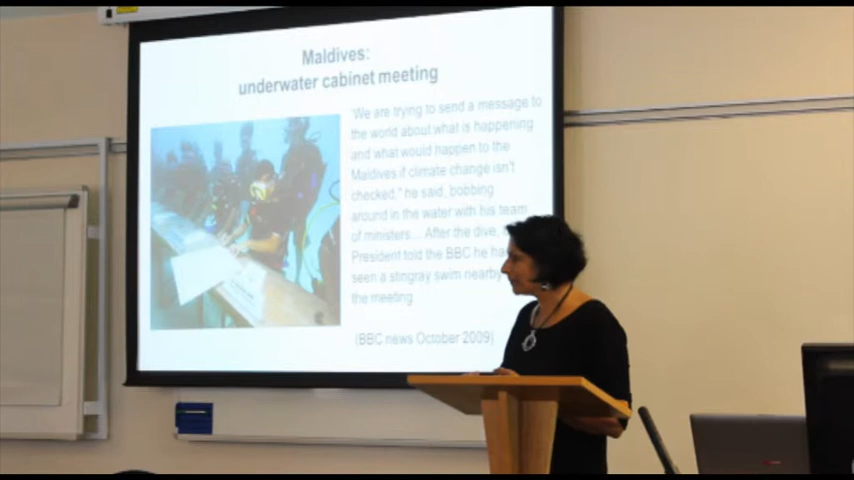 Maldives:
underwater cabinet meeting
"We are trying to send a message to
the world about what is happening
and what would happen to the
Maldives if climate change isn't
checked," he said, bobbing
around in the water with his team
of ministers... After the dive,
President told the BBC he
seen a stingray swim nearby
the meeting
(BBC news October 2009)